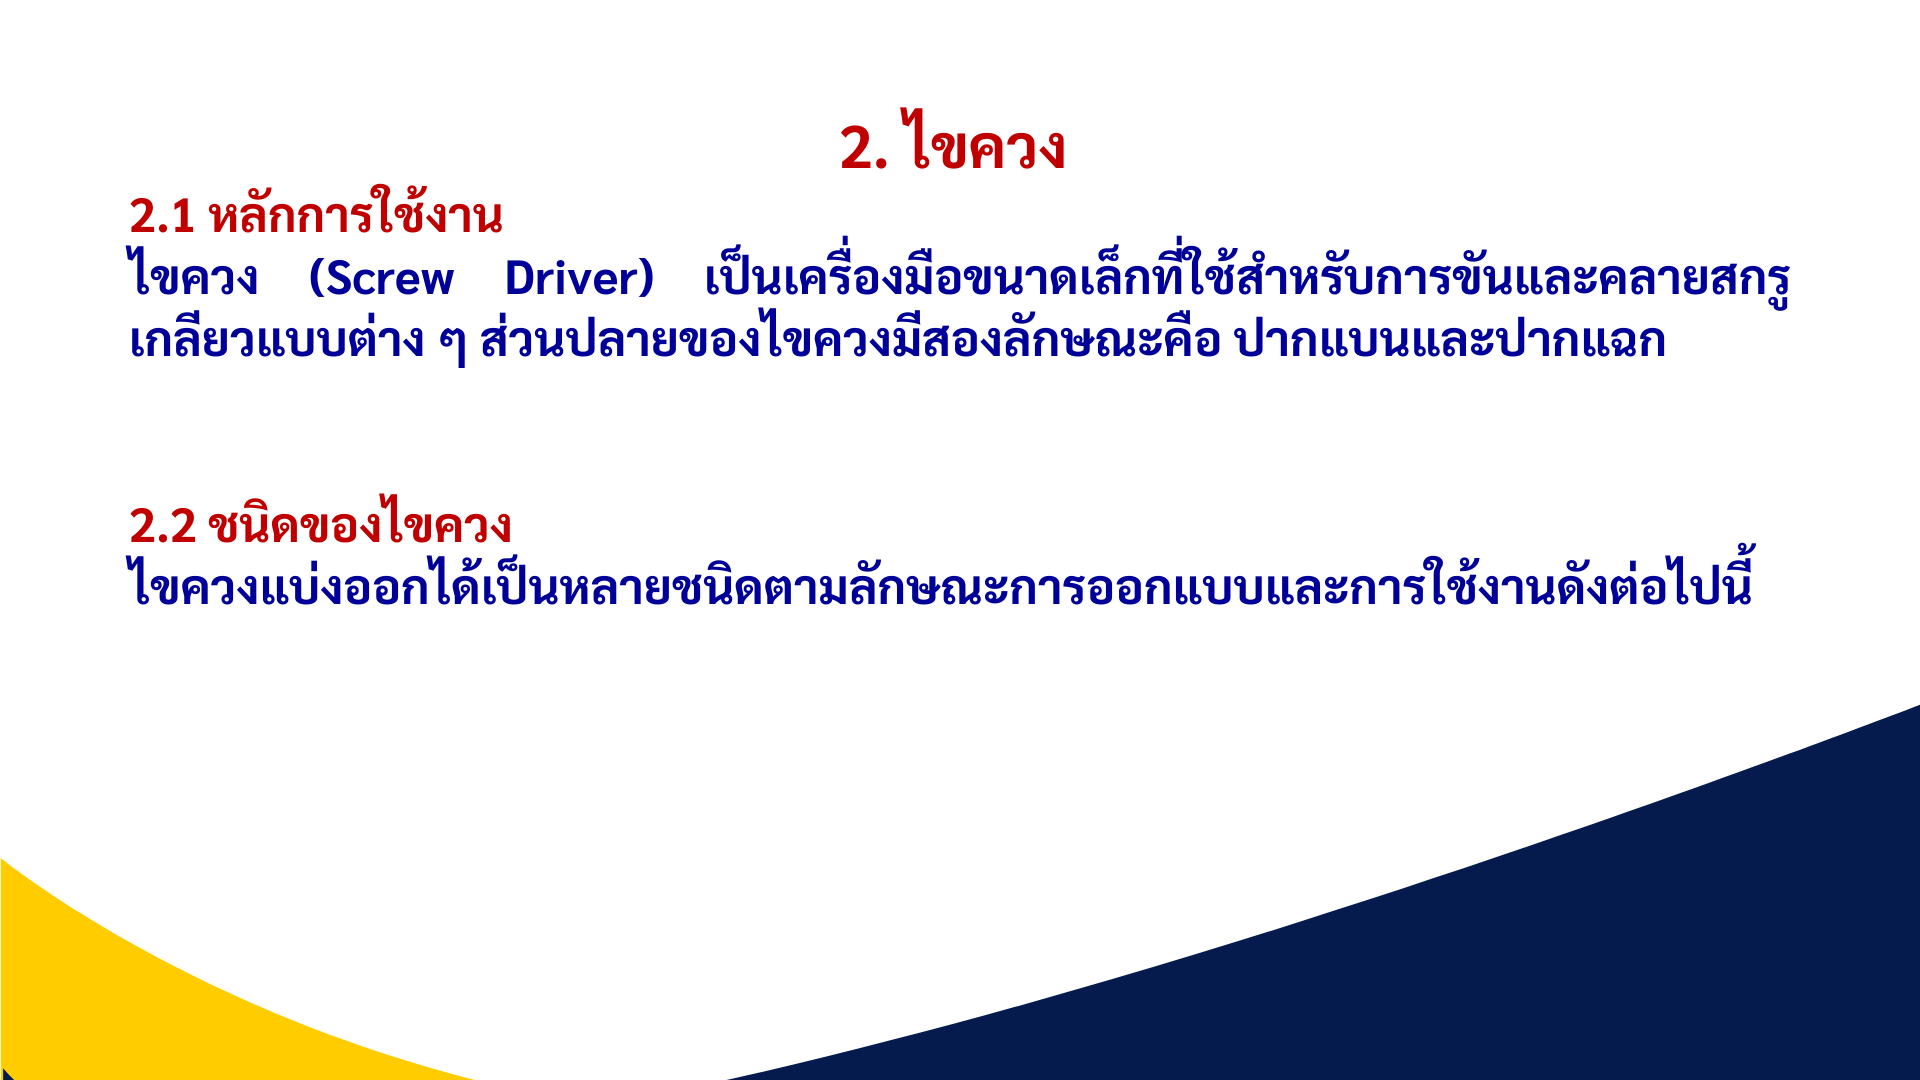 2. ไขควง
2.1 หลักการใช้งาน
ไขควง (Screw Driver) เป็นเครื่องมือขนาดเล็กที่ใช้สำหรับการขันและคลายสกรู
เกลียวแบบต่าง ๆ ส่วนปลายของไขควงมีสองลักษณะคือ ปากแบนและปากแฉก
2.2 ชนิดของไขควง
ไขควงแบ่งออกได้เป็นหลายชนิดตามลักษณะการออกแบบและการใช้งานดังต่อไปนี้